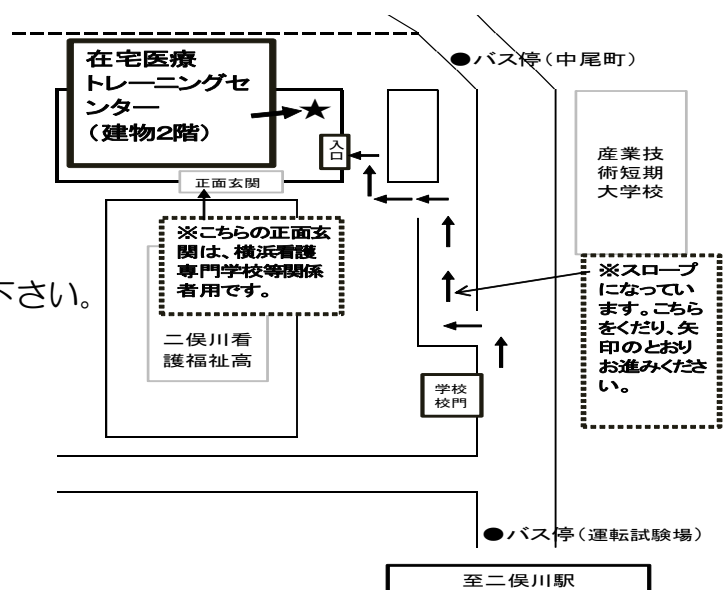 在宅医療
トレーニングセ
ンター
(建物2階)
★
入
口
正面玄関
●バス停(中尾町)
産業技
術短期
大学校
※こちらの正面玄
関は、横浜看護
専門学校等関係
者用です。
下さい。
二俣川看
護福祉高
※スロープ
になってい
ます。こちら
をくだり、矢
印のとおり
お進みくださ
い。
学校
校門
●バス停(運転試験場)
至二俣川駅